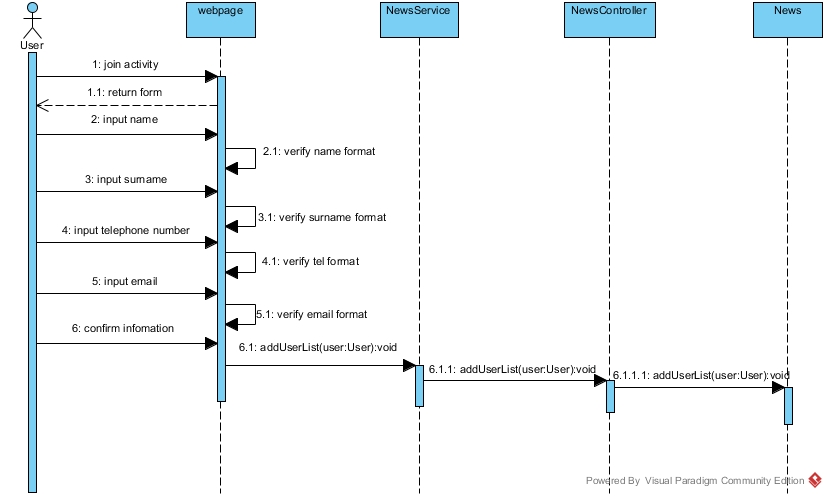 webpage
NewsService
NewsController
News
User
1: join activity
1.1: return form
2: input name
2.1: verify name format
3: input surname
3.1: verify surname format
4: input telephone number
4.1: verify tel format
5: input email
5.1: verify email format
6: confirm infomation
6.1: addUserList(user:User):void
6.1.1: addUserList(user:User):void
6.1.1.1: addUserList(user:User):void
Powered By Visual Paradigm Community Edition